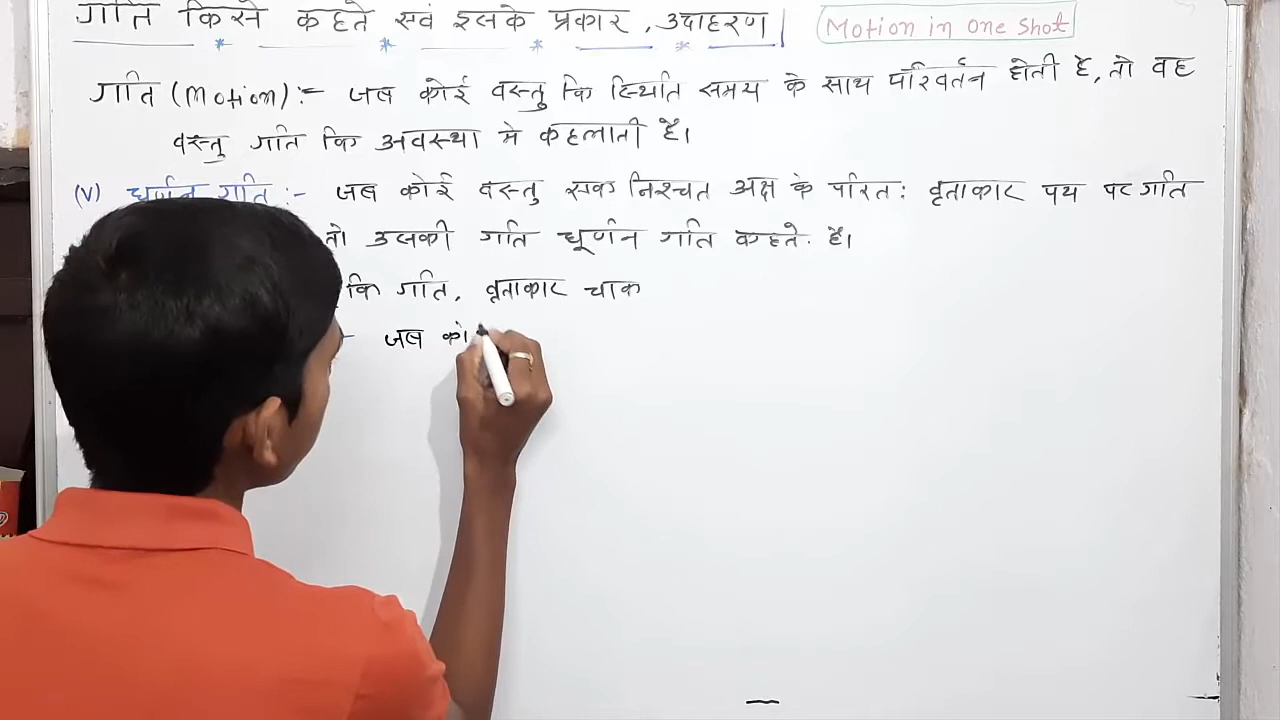 गति किसे कहते एवं इसके प्रकार , उदाहरण
Motion in one shot
गति (Motion) :- जब कोई वस्तु कि स्थिति समय के साथ परिवर्तन होती है, तो वह
वस्तु गति कि अवस्था मे कहलाती है।
(V) घूर्णन गति :- जब कोई वस्तु एक निश्चत अक्ष के परित: वृताकार पथ पर गति
तो उसकी गति घूर्णन गति कहते है।
कि गति, वृताकार चाक
जब को